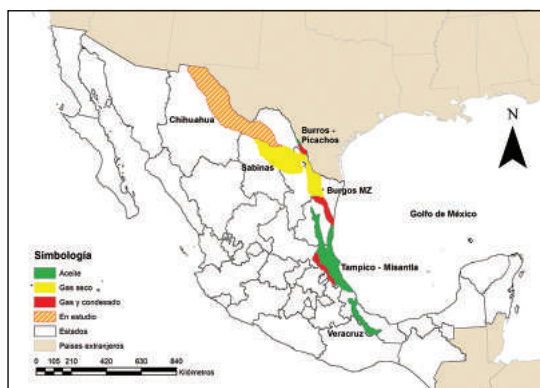 N
Chihuahua
Burros -
Picachos
Sabinas
Burgos MZ
Golfo de México
Tampico - Misantla
Veracruz
Simbología
Aceite
Gas seco
Gas y condesado
En estudio
Estados
Paises extranjeros
0 105 210 420 630 840
Kilómetros